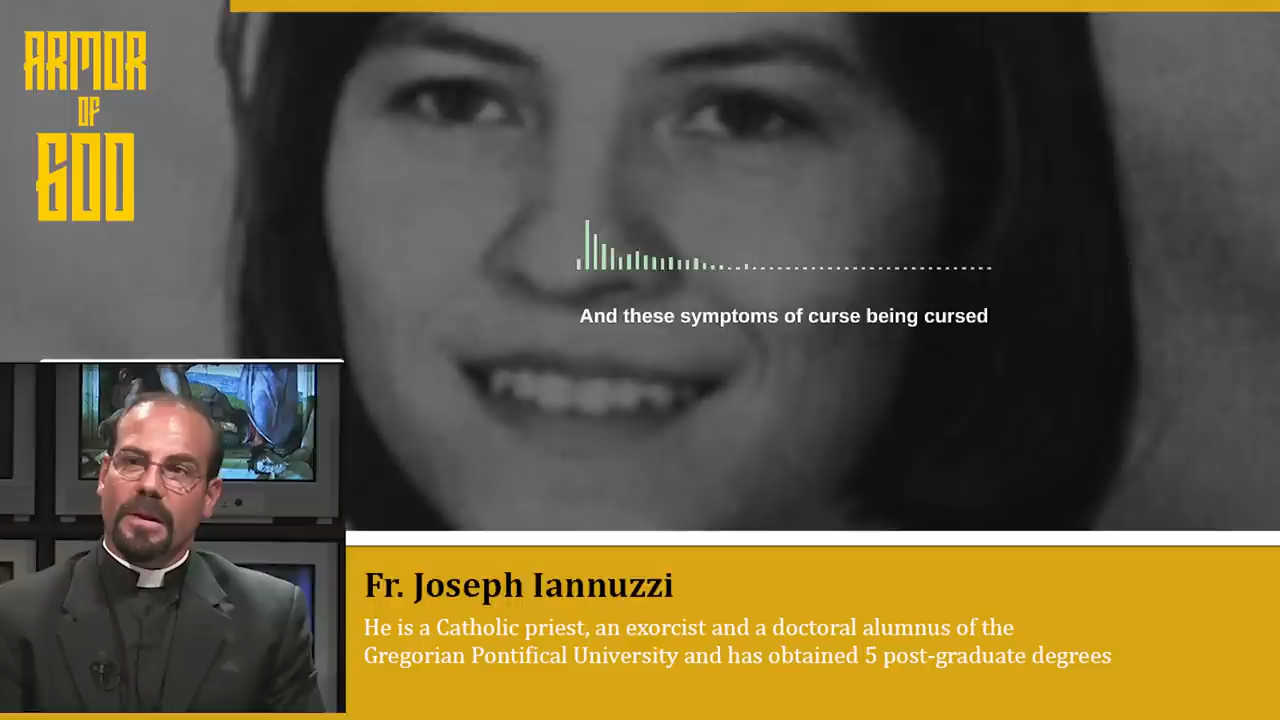 ARMOR
OF
GOD
And these symptoms of curse being cursed
Fr. Joseph Iannuzzi
He is a Catholic priest, an exorcist and a doctoral alumnus of the
Gregorian Pontifical University and has obtained 5 post-graduate degrees